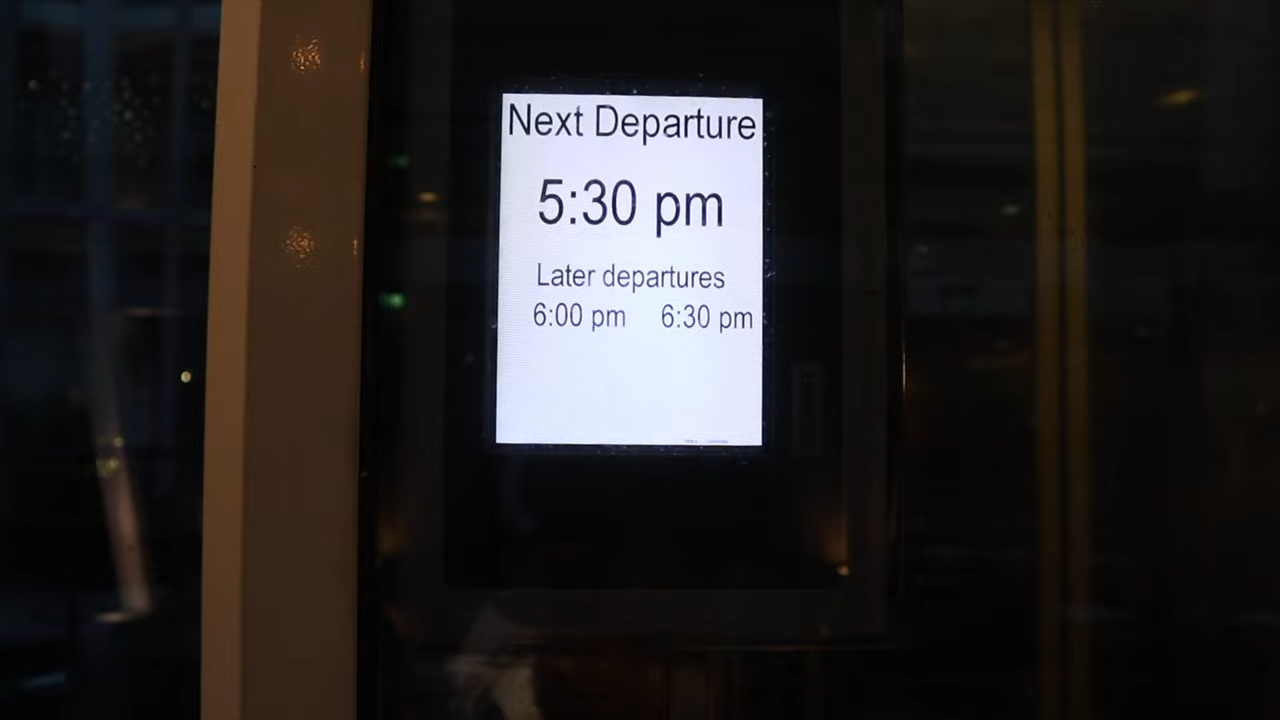 Next Departure
5:30 pm
Later departures
6:00 pm 6:30 pm